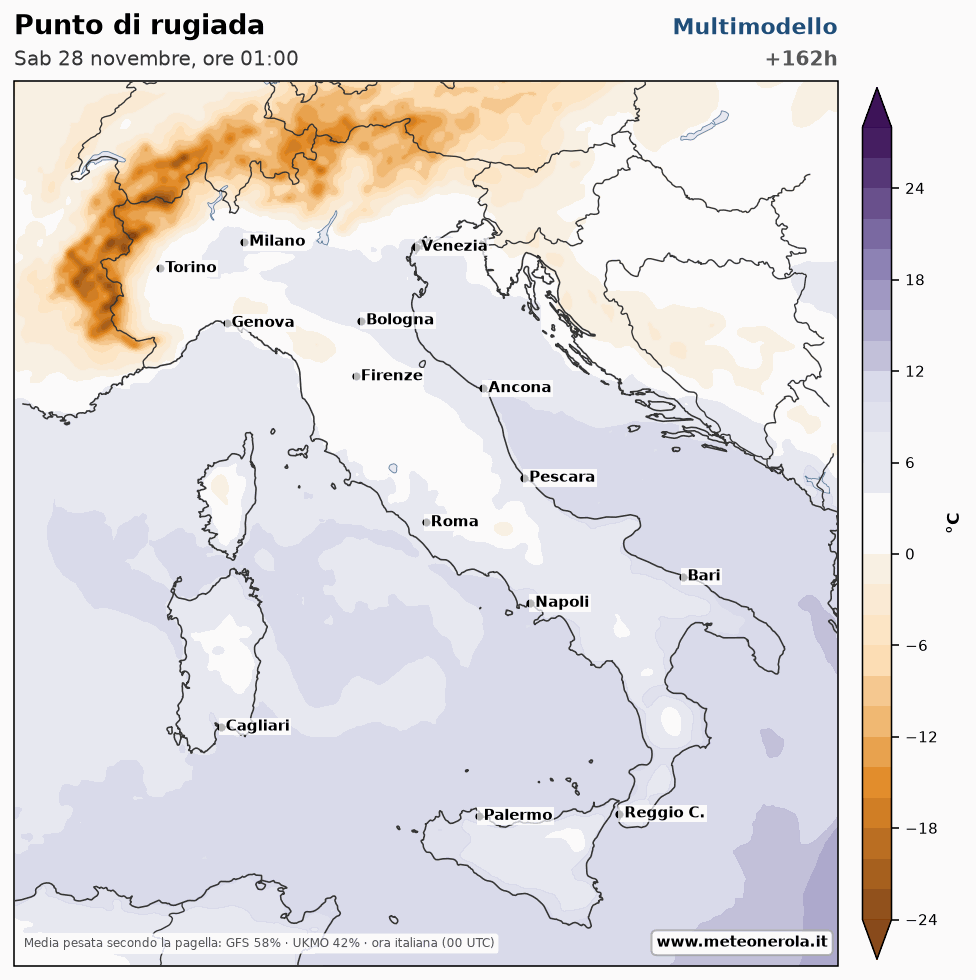 Punto di rugiada
Multimodello
Sab 28 novembre, ore 01:00
+162h
Milano
Venezia
Torino
Genova
Bologna
Firenze
Ancona
Pescara
Roma
Bari
Napoli
Cagliari
Palermo
Reggio C.
24
18
12
6
0
−6
−12
−18
−24
°C
Media pesata secondo la pagella: GFS 58% · UKMO 42% · ora italiana (00 UTC)
www.meteonerola.it